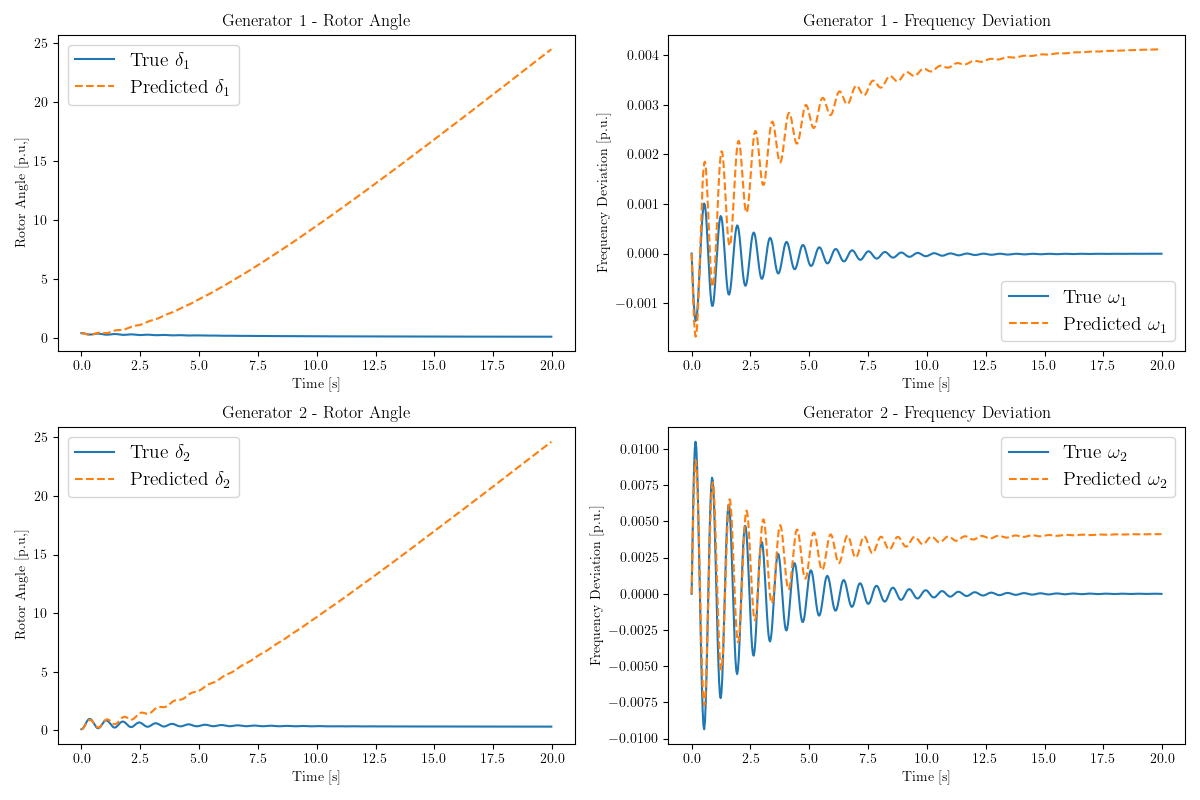 Generator 1 - Rotor Angle
Rotor Angle [p.u.]
25
20
15
10
5
0
True δ₁
Predicted δ₁
0.0 2.5 5.0 7.5 10.0 12.5 15.0 17.5 20.0
Time [s]
Generator 1 - Frequency Deviation
Frequency Deviation [p.u.]
0.004
0.003
0.002
0.001
0.000
−0.001
True ω₁
Predicted ω₁
0.0 2.5 5.0 7.5 10.0 12.5 15.0 17.5 20.0
Time [s]
Generator 2 - Rotor Angle
Rotor Angle [p.u.]
25
20
15
10
5
0
True δ₂
Predicted δ₂
0.0 2.5 5.0 7.5 10.0 12.5 15.0 17.5 20.0
Time [s]
Generator 2 - Frequency Deviation
Frequency Deviation [p.u.]
0.0100
0.0075
0.0050
0.0025
0.0000
−0.0025
−0.0050
−0.0075
−0.0100
True ω₂
Predicted ω₂
0.0 2.5 5.0 7.5 10.0 12.5 15.0 17.5 20.0
Time [s]